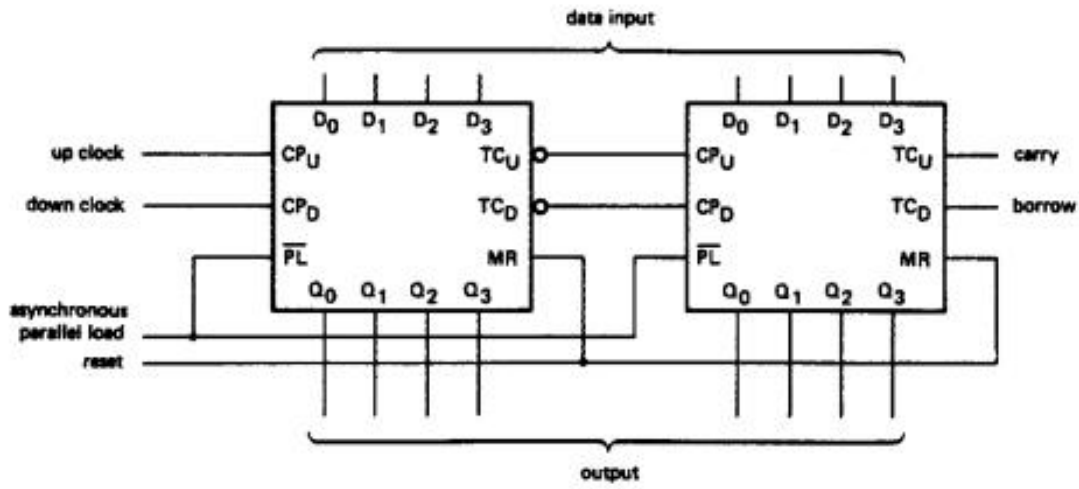 data input
D0 D1 D2 D3 D0 D1 D2 D3
up clock CPU TCU CPU TCU carry
down clock CPD TCD CPD TCD borrow
PL MR PL MR
Q0 Q1 Q2 Q3 Q0 Q1 Q2 Q3
asynchronous
parallel load
reset
output